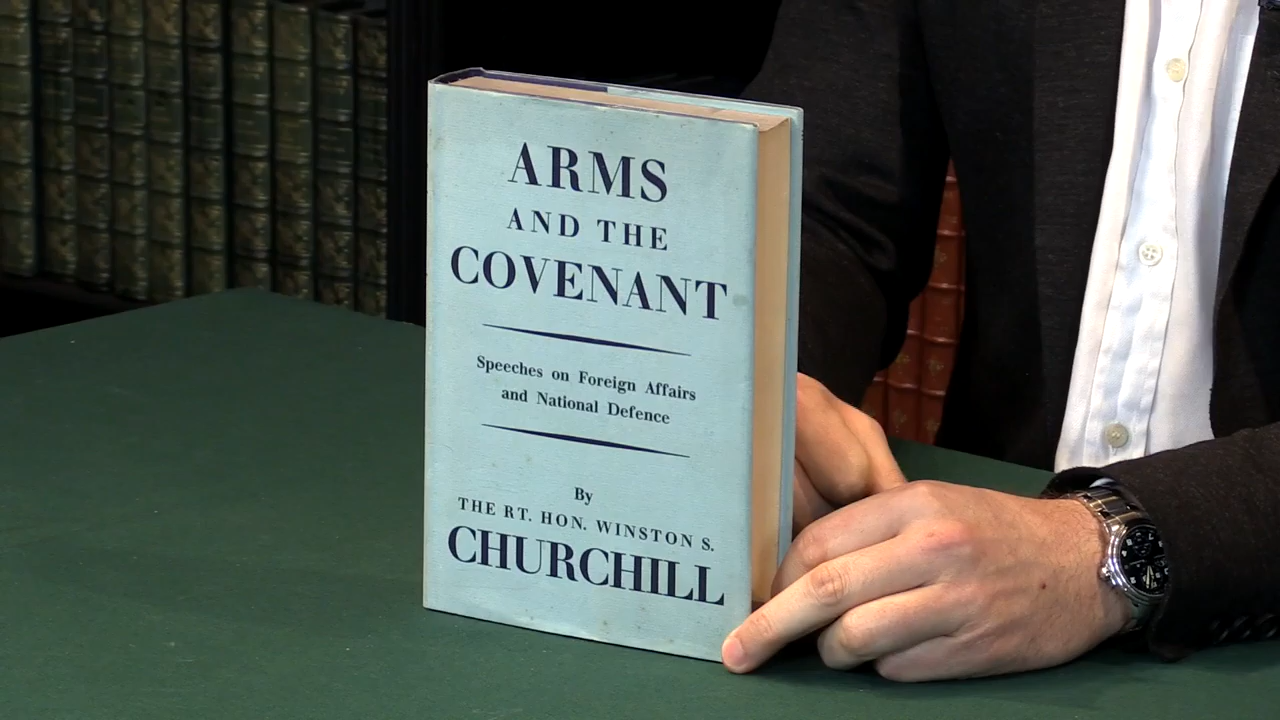 ARMS
AND THE
COVENANT
Speeches on Foreign Affairs
and National Defence
By
THE RT. HON. WINSTON S.
CHURCHILL